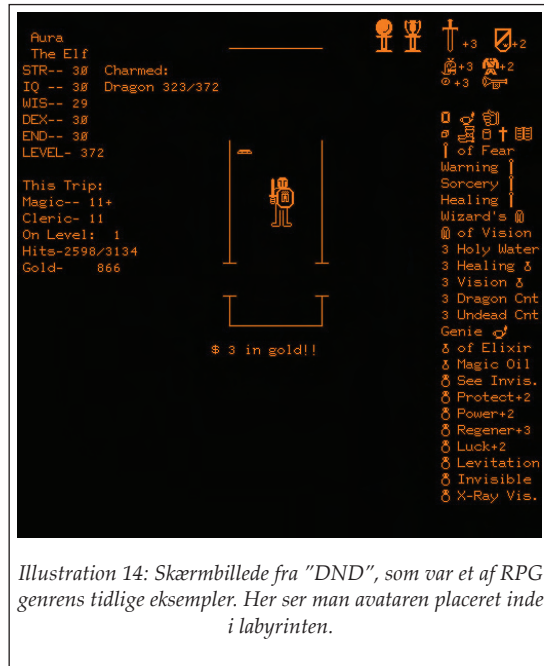 Aura
The Elf
STR-- 30 Charmed:
IQ -- 30 Dragon 323/372
WIS-- 29
DEX-- 30
END-- 30
LEVEL- 372
This Trip:
Magic-- 11+
Cleric-- 11
On Level: 1
Hits-2598/3134
Gold- 866
$ 3 in gold!!
+3 +2
+3 +2
+3
of Fear
Warning
Sorcery
Healing
Wizard's
of Vision
3 Holy Water
3 Healing
3 Vision
3 Dragon Cnt
3 Undead Cnt
Genie
of Elixir
Magic Oil
See Invis.
Protect+2
Power+2
Regener+3
Luck+2
Levitation
Invisible
X-Ray Vis.
Illustration 14: Skærmbillede fra ”DND”, som var et af RPG
genrens tidlige eksempler. Her ser man avataren placeret inde
i labyrinten.